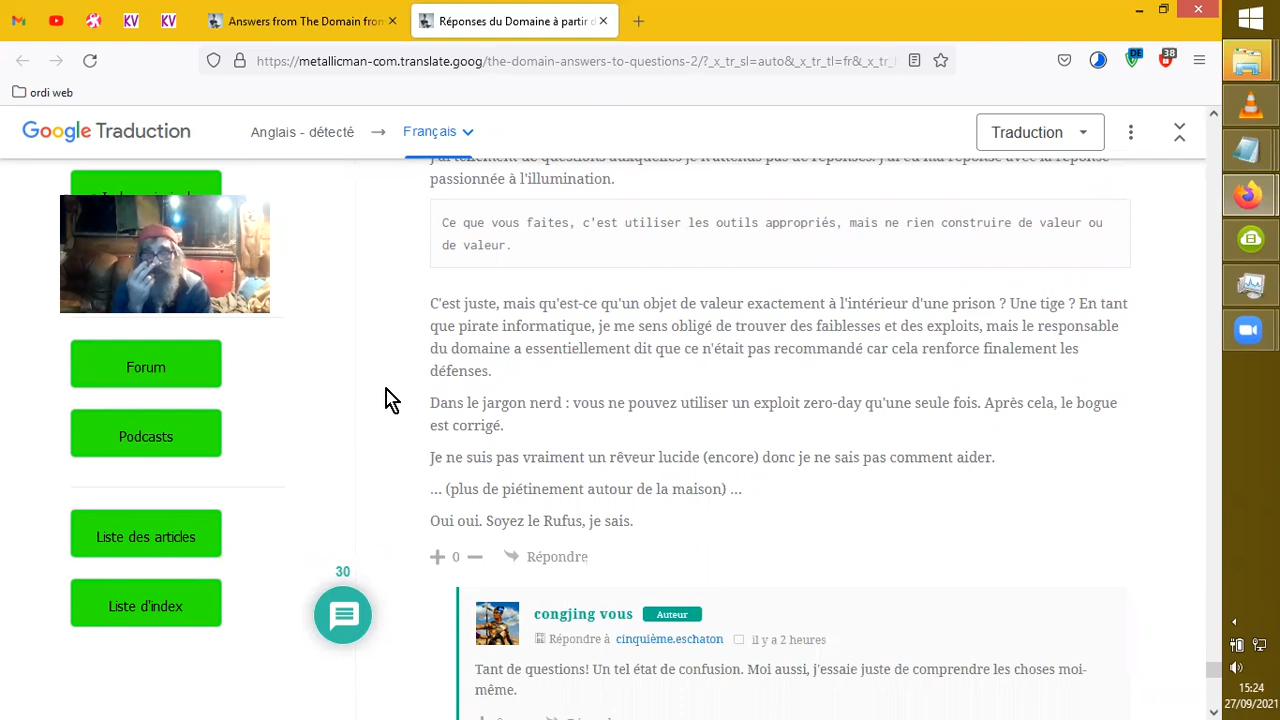 Answers from The Domain from
Réponses du Domaine à partir d
https://metallicman-com.translate.goog/the-domain-answers-to-questions-2/?_x_tr_sl=auto&_x_tr_tl=fr&_x_tr_
38
ordi web
Google Traduction
Anglais - détecté
Français
Traduction
passionnée à l'illumination.
Ce que vous faites, c'est utiliser les outils appropriés, mais ne rien construire de valeur ou
de valeur.
C'est juste, mais qu'est-ce qu'un objet de valeur exactement à l'intérieur d'une prison ? Une tige ? En tant
que pirate informatique, je me sens obligé de trouver des faiblesses et des exploits, mais le responsable
du domaine a essentiellement dit que ce n'était pas recommandé car cela renforce finalement les
défenses.
Dans le jargon nerd : vous ne pouvez utiliser un exploit zero-day qu'une seule fois. Après cela, le bogue
est corrigé.
Je ne suis pas vraiment un rêveur lucide (encore) donc je ne sais pas comment aider.
... (plus de piétinement autour de la maison) ...
Oui oui. Soyez le Rufus, je sais.
0
Répondre
congjing vous
Auteur
Répondre à cinquième.eschaton
il y a 2 heures
Tant de questions! Un tel état de confusion. Moi aussi, j'essaie juste de comprendre les choses moi-
même.
Forum
Podcasts
Liste des articles
Liste d'index
30
DE
KV
KV
15:24
27/09/2021